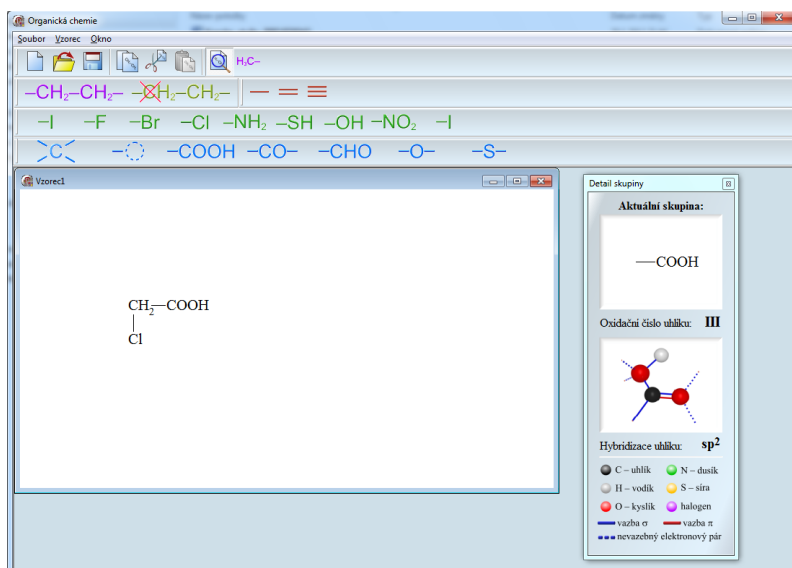 Organická chemie
Soubor Vzorec Okno
H₃C–
–CH₂–CH₂– –CH₂–CH₂–
–I –F –Br –Cl –NH₂ –SH –OH –NO₂ –I
C –COOH –CO– –CHO –O– –S–
Vzorec1
CH₂—COOH
Cl
Detail skupiny
Aktuální skupina:
—COOH
Oxidační číslo uhlíku: III
Hybridizace uhlíku: sp²
C – uhlík N – dusík
H – vodík S – síra
O – kyslík halogen
vazba σ vazba π
nevazebný elektronový pár